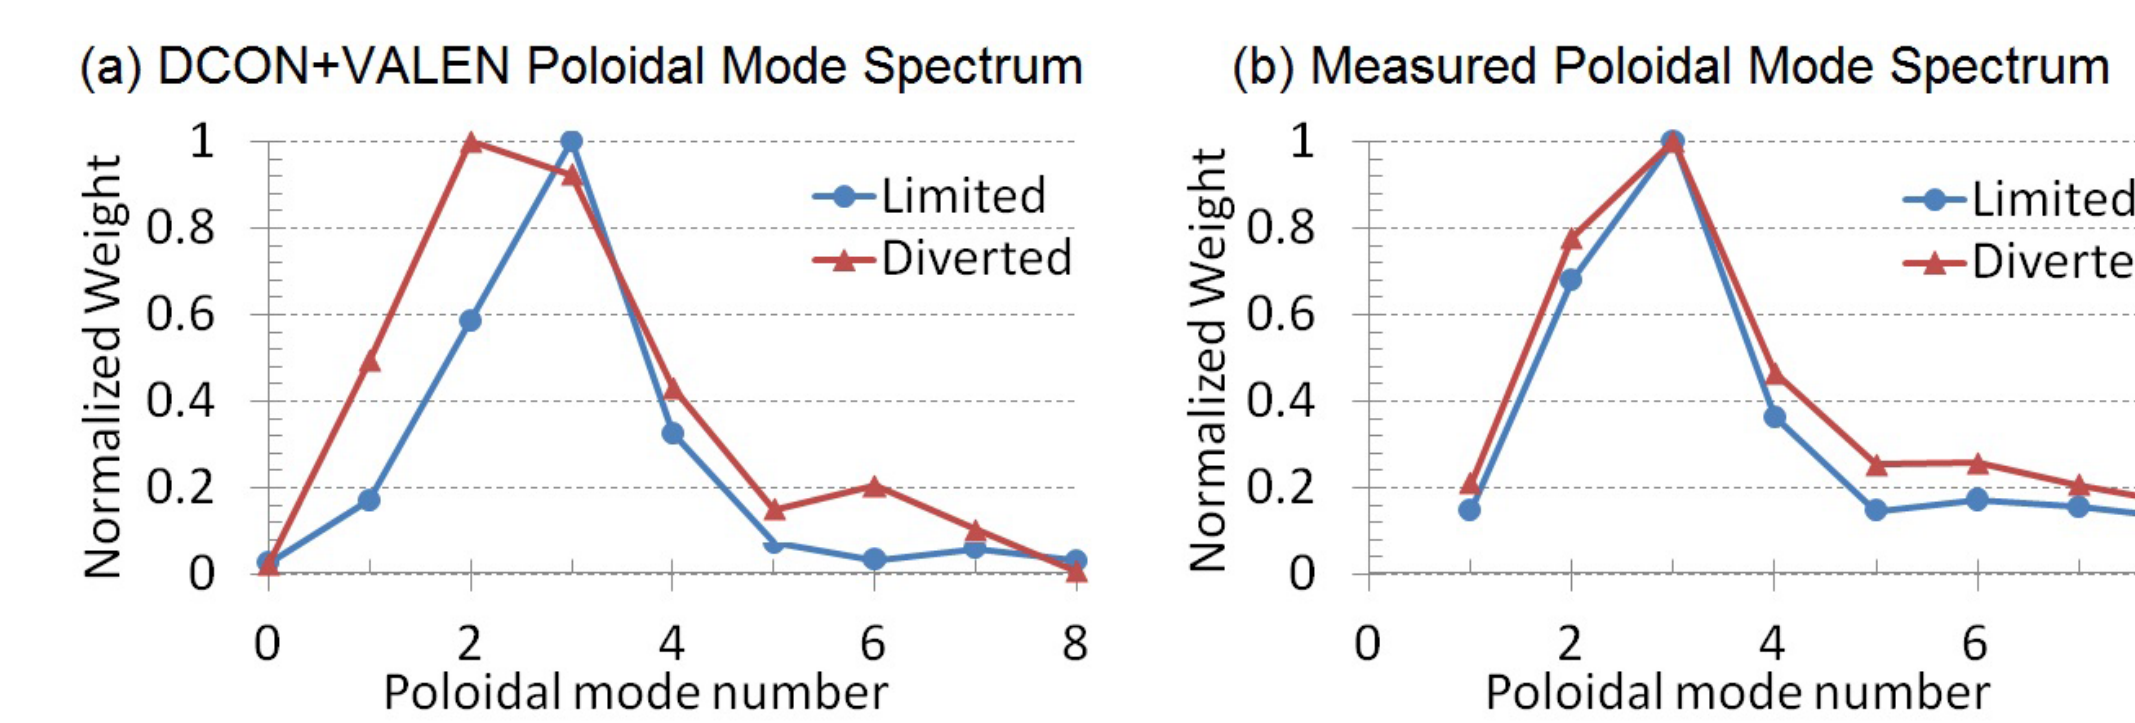 (a) DCON+VALEN Poloidal Mode Spectrum
Normalized Weight
1
0.8
0.6
0.4
0.2
0
Limited
Diverted
0 2 4 6 8
Poloidal mode number
(b) Measured Poloidal Mode Spectrum
Normalized Weight
1
0.8
0.6
0.4
0.2
0
Limited
Diverte
0 2 4 6
Poloidal mode number